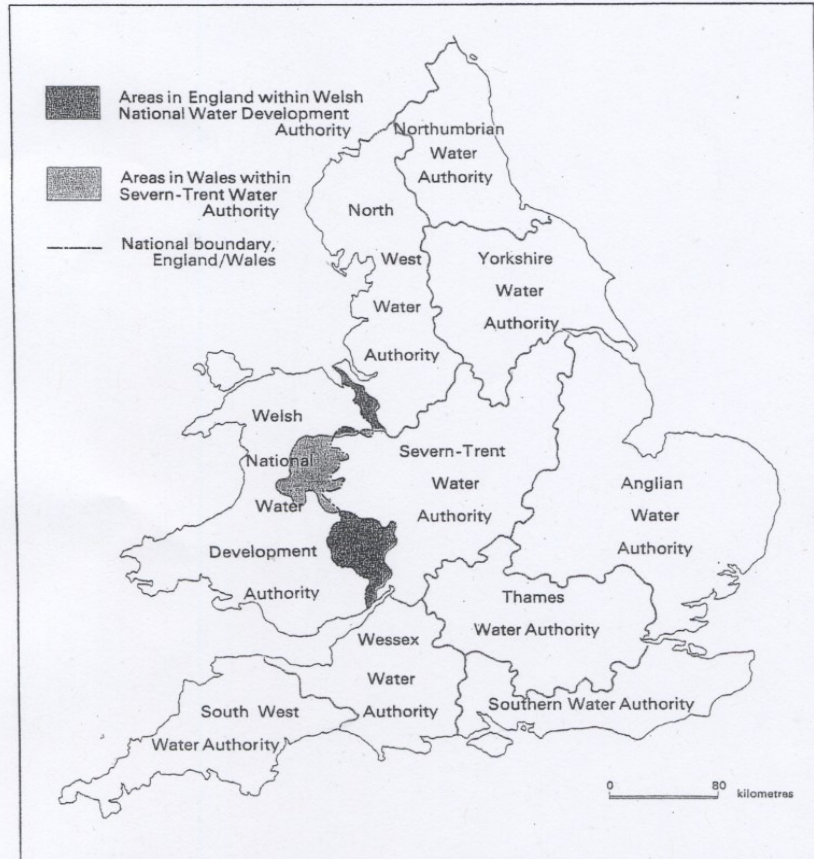 Areas in England within Welsh
National Water Development
Authority
Areas in Wales within
Severn-Trent Water
Authority
National boundary,
England/Wales
Northumbrian
Water
Authority
North
West
Water
Authority
Yorkshire
Water
Authority
Welsh
National
Water
Development
Authority
Severn-Trent
Water
Authority
Anglian
Water
Authority
Thames
Water Authority
Wessex
Water
Authority
Southern Water Authority
South West
Water Authority
0 80
kilometres